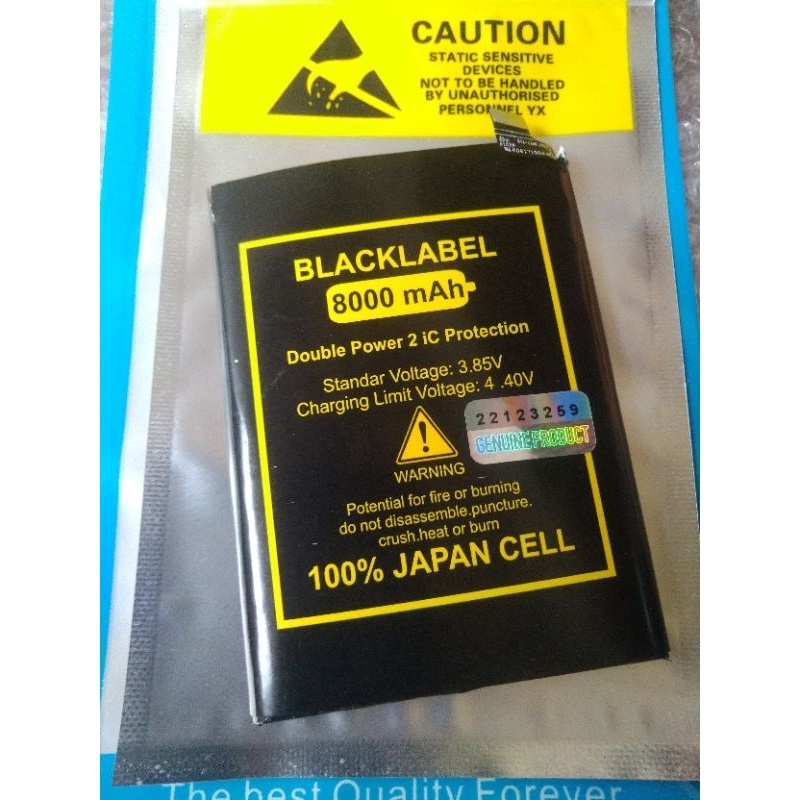 CAUTION
STATIC SENSITIVE
DEVICES
NOT TO BE HANDLED
BY UNAUTHORISED
PERSONNEL YX
BLACKLABEL
8000 mAh
Double Power 2 iC Protection
Standar Voltage: 3.85V
Charging Limit Voltage: 4 .40V
22123259
GENUINE PRODUCT
WARNING
Potential for fire or burning
do not disassemble.puncture.
crush.heat or burn
100% JAPAN CELL
The best Quality Forever